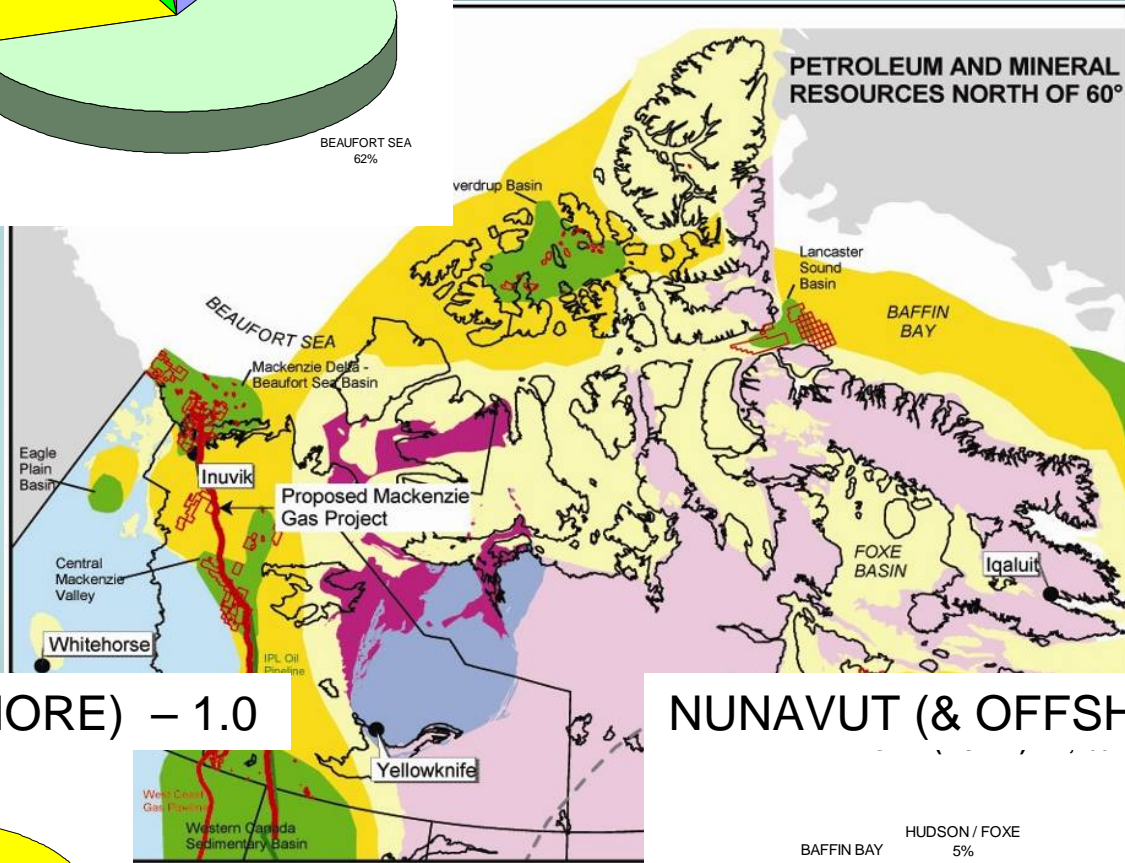 BEAUFORT SEA
62%
PETROLEUM AND MINERAL
RESOURCES NORTH OF 60°
verdrup Basin
Lancaster
Sound
Basin
BAFFIN
BAY
BEAUFORT SEA
Mackenzie Delta -
Beaufort Sea Basin
Eagle
Plain
Basin
Inuvik
Proposed Mackenzie
Gas Project
Central
Mackenzie
Valley
FOXE
BASIN
Iqaluit
Whitehorse
IPL Oil
Pipeline
ORE) – 1.0
NUNAVUT (& OFFSH
Yellowknife
West Coast
Gas Pipeline
Western Canada
Sedimentary Basin
HUDSON / FOXE
5%
BAFFIN BAY